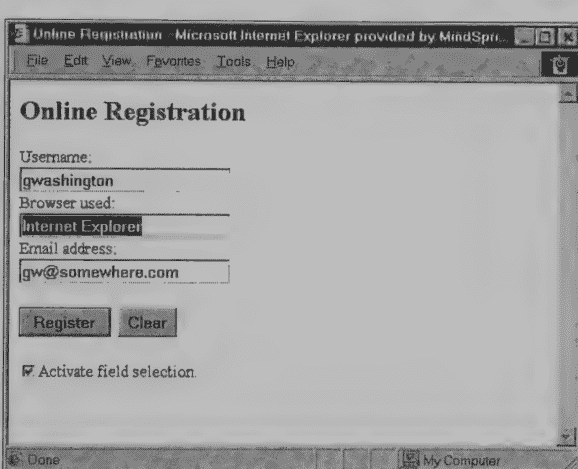 Online Registration - Microsoft Internet Explorer provided by MindSpri...
File Edit View Favorites Tools Help
Online Registration
Username:
gwashington
Browser used:
Internet Explorer
Email address:
gw@somewhere.com
Register Clear
Activate field selection.
Done My Computer